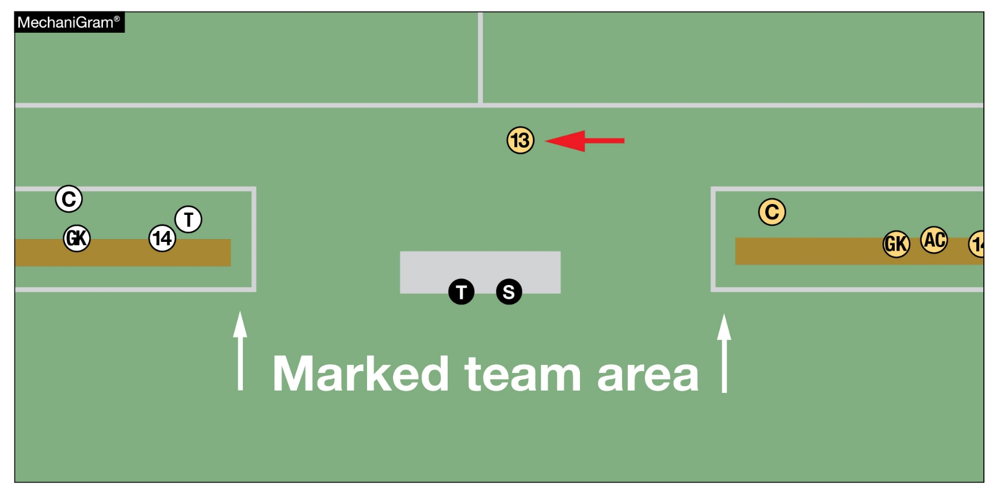 MechaniGram®
13
C
T
GK
14
C
GK
AC
T
S
Marked team area